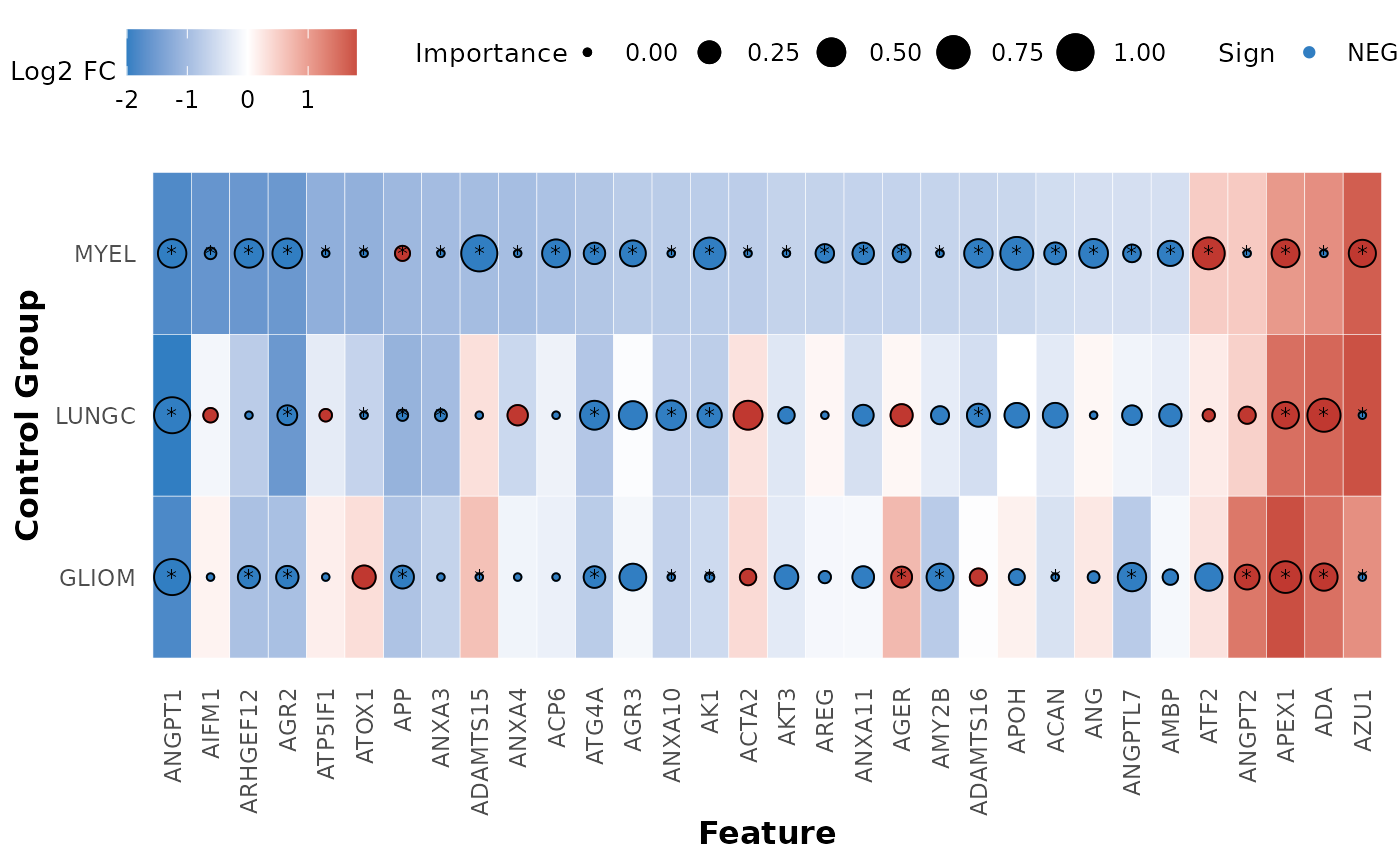 Log2 FC
-2 -1 0 1
Importance 0.00 0.25 0.50 0.75 1.00
Sign NEG
Control Group
MYEL
LUNGC
GLIOM
ANGPT1
AIFM1
ARHGEF12
AGR2
ATP5IF1
ATOX1
APP
ANXA3
ADAMTS15
ANXA4
ACP6
ATG4A
AGR3
ANXA10
AK1
ACTA2
AKT3
AREG
ANXA11
AGER
AMY2B
ADAMTS16
APOH
ACAN
ANG
ANGPTL7
AMBP
ATF2
ANGPT2
APEX1
ADA
AZU1
Feature